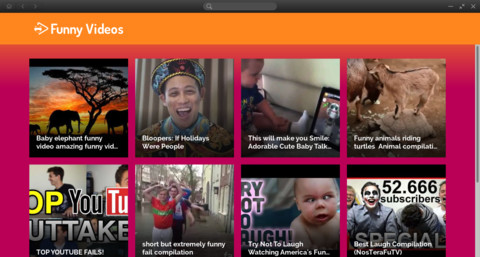 Funny Videos
Baby elephant funny
video amazing funny vid...
Bloopers: If Holidays
Were People
This will make you Smile:
Adorable Cute Baby Talk...
Funny animals riding
turtles Animal compilati...
TOP YouTu
UTTAKE
TOP YOUTUBE FAILS!
short but extremely funny
fail compilation
RY
NOT
TO
UGH!
Try Not To Laugh
Watching America's Fun...
52.666
subscribers
SPECIAL
Best Laugh Compilation
(NosTeraFuTV)